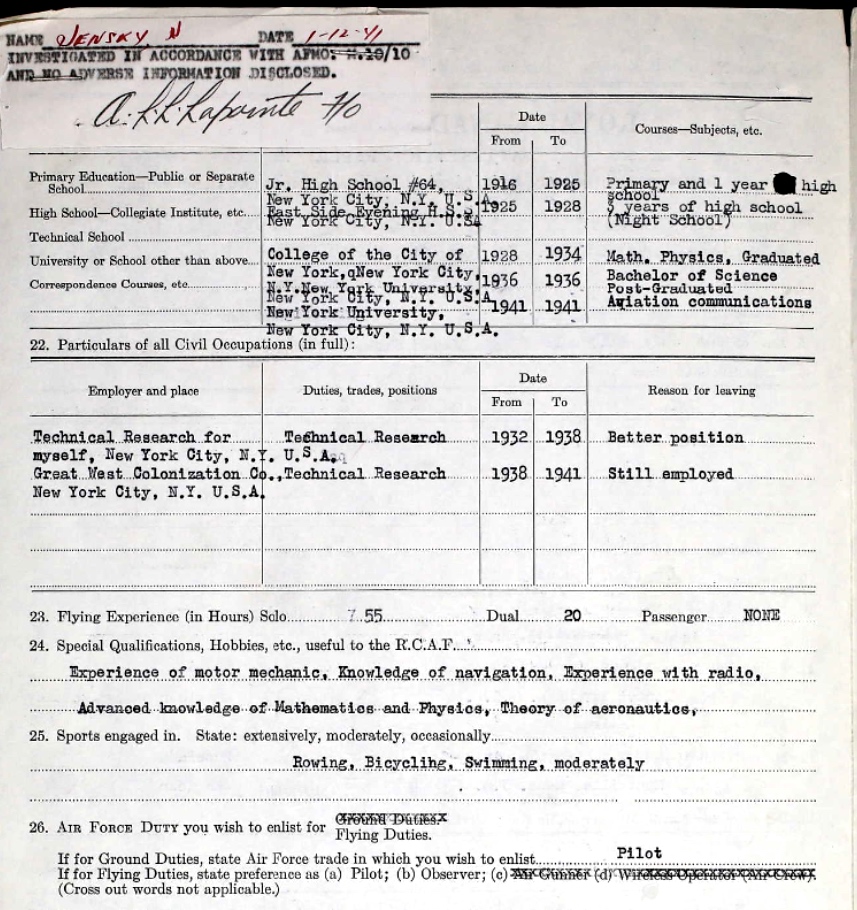 NAME JENSKY, N DATE 1-12-41
INVESTIGATED IN ACCORDANCE WITH AFMO: H.10/10
AND NO ADVERSE INFORMATION DISCLOSED.
A. Lapointe F/O
Date
From To Courses—Subjects, etc.
Primary Education—Public or Separate School Jr. High School #64, 1916 1925 Primary and 1 year high
New York City, N.Y. U.S.A. school
High School—Collegiate Institute, etc. East Side Evening H.S., 1925 1928 years of high school
New York City, N.Y. U.SA (Night School)
Technical School
University or School other than above College of the City of 1928 1934 Math. Physics, Graduated
New York, New York City, Bachelor of Science
Correspondence Courses, etc N.Y. New York University, 1936 1936 Post-Graduated
New York City, N.Y. U.S.A
New York University, 1941 1941 Aviation communications
New York City, N.Y. U.S.A.
22. Particulars of all Civil Occupations (in full):
Employer and place Duties, trades, positions Date Reason for leaving
From To
Technical Research for Technical Research 1932 1938 Better position
myself, New York City, N.Y. U.S.A.
Great West Colonization Co., Technical Research 1938 1941 Still employed
New York City, N.Y. U.S.A.
23. Flying Experience (in Hours) Solo 55 Dual 20 Passenger NONE
24. Special Qualifications, Hobbies, etc., useful to the R.C.A.F.
Experience of motor mechanic, Knowledge of navigation, Experience with radio,
Advanced knowledge of Mathematics and Physics, Theory of aeronautics,
25. Sports engaged in. State: extensively, moderately, occasionally
Rowing, Bicyclihg, Swimming, moderately
26. AIR FORCE DUTY you wish to enlist for Ground Duties.
Flying Duties.
If for Ground Duties, state Air Force trade in which you wish to enlist Pilot
If for Flying Duties, state preference as (a) Pilot; (b) Observer; (c) Air Gunner (d) Wireless Operator (Air Crew).
(Cross out words not applicable.)